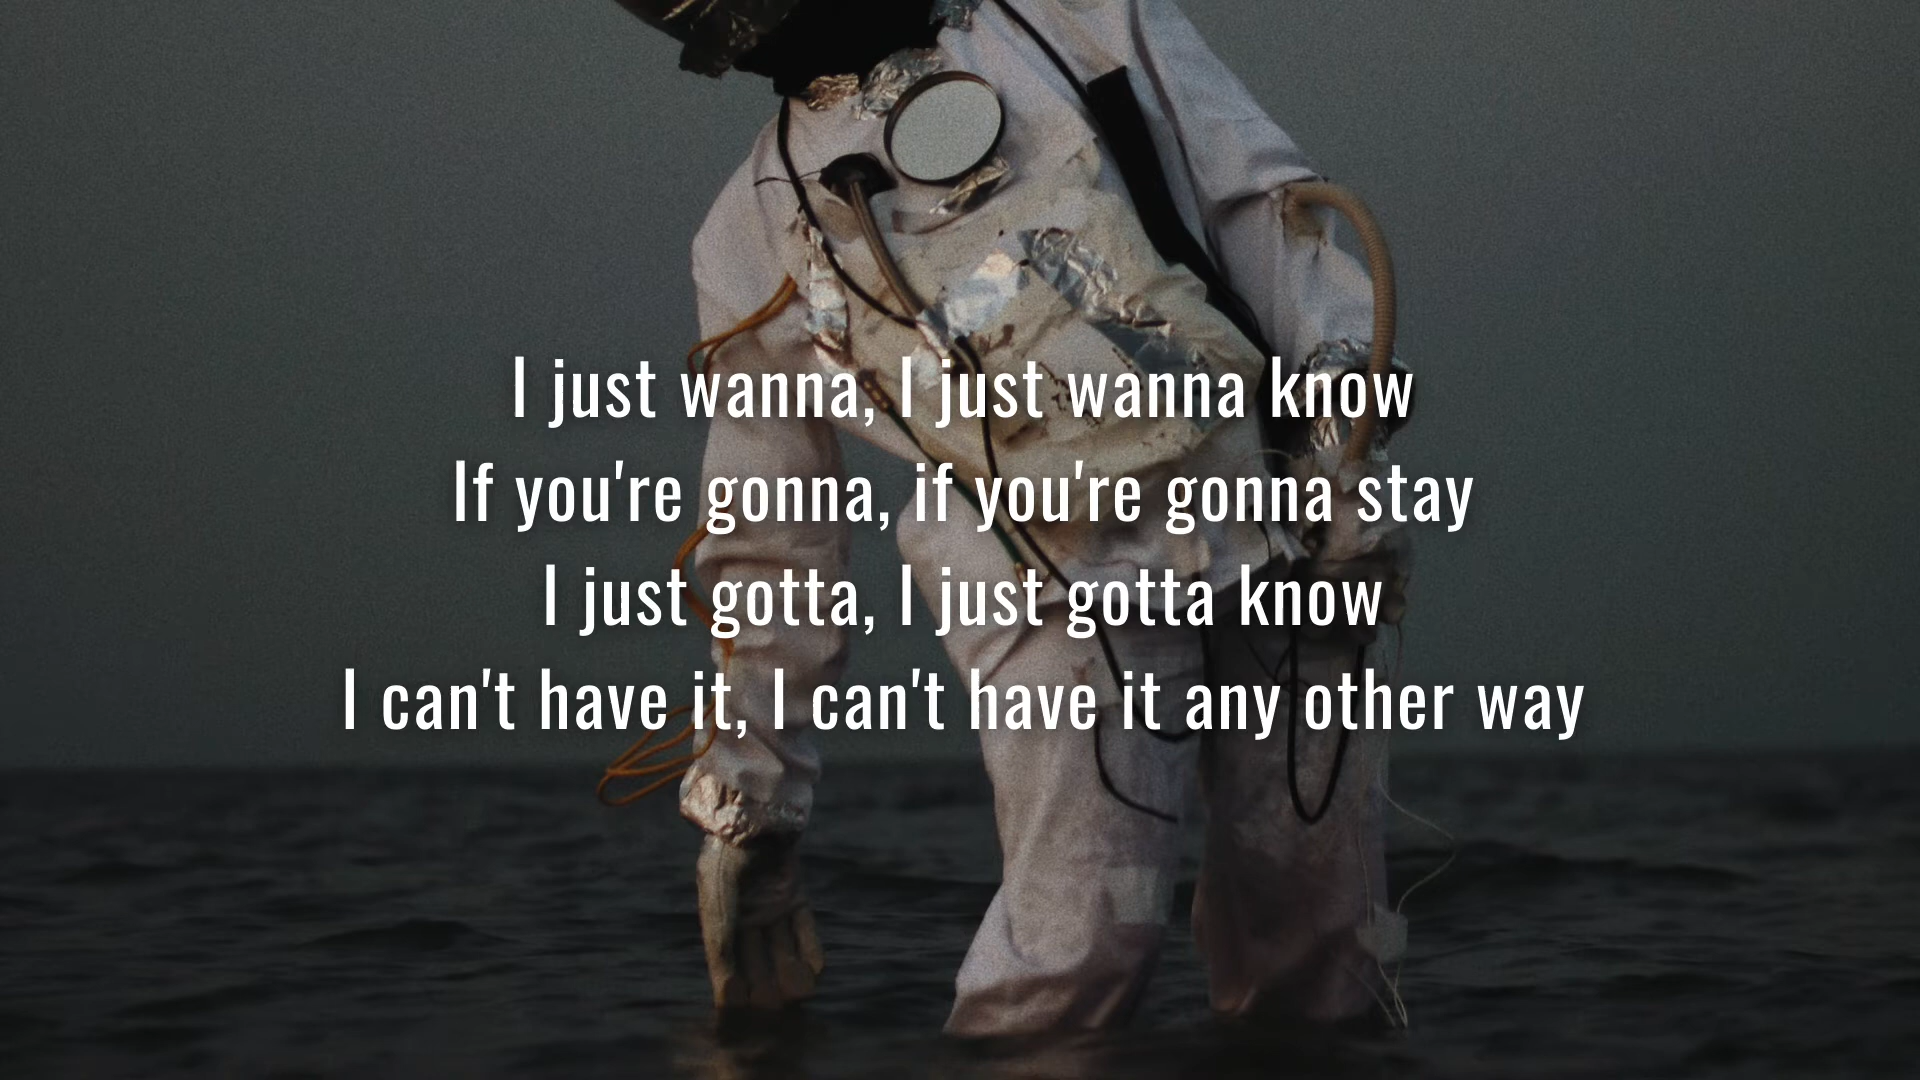 I just wanna, I just wanna know
If you're gonna, if you're gonna stay
I just gotta, I just gotta know
I can't have it, I can't have it any other way